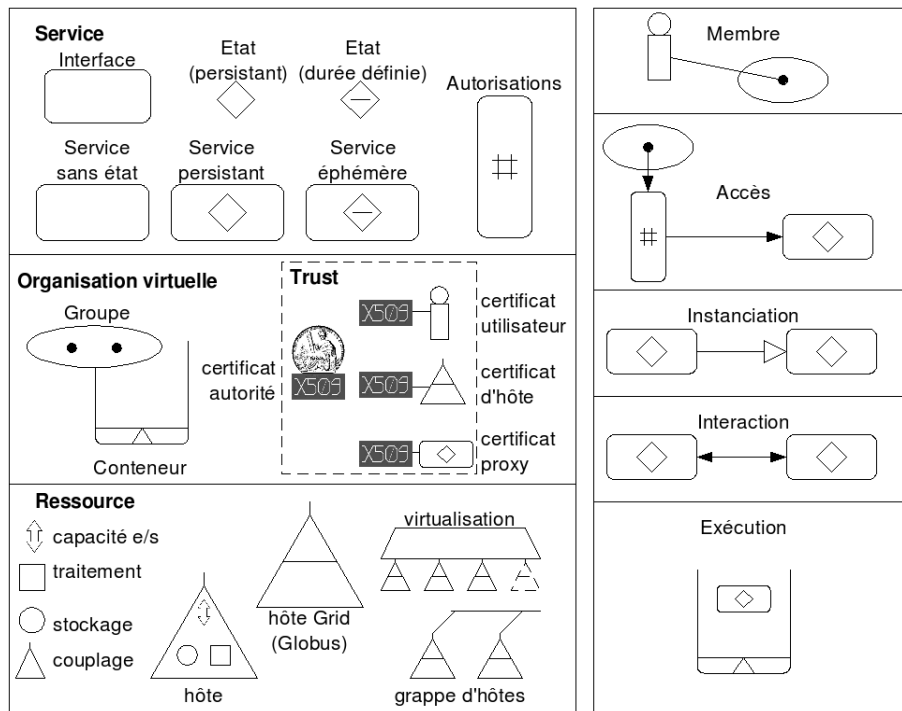 Service
Interface
Etat
(persistant)
Etat
(durée définie)
Autorisations
Service
sans état
Service
persistant
Service
éphémère
Organisation virtuelle
Groupe
Conteneur
Trust
certificat
autorité
X509
X509
certificat
utilisateur
X509
certificat
d'hôte
X509
certificat
proxy
Ressource
capacité e/s
traitement
stockage
couplage
hôte
hôte Grid
(Globus)
virtualisation
grappe d'hôtes
Membre
Accès
Instanciation
Interaction
Exécution